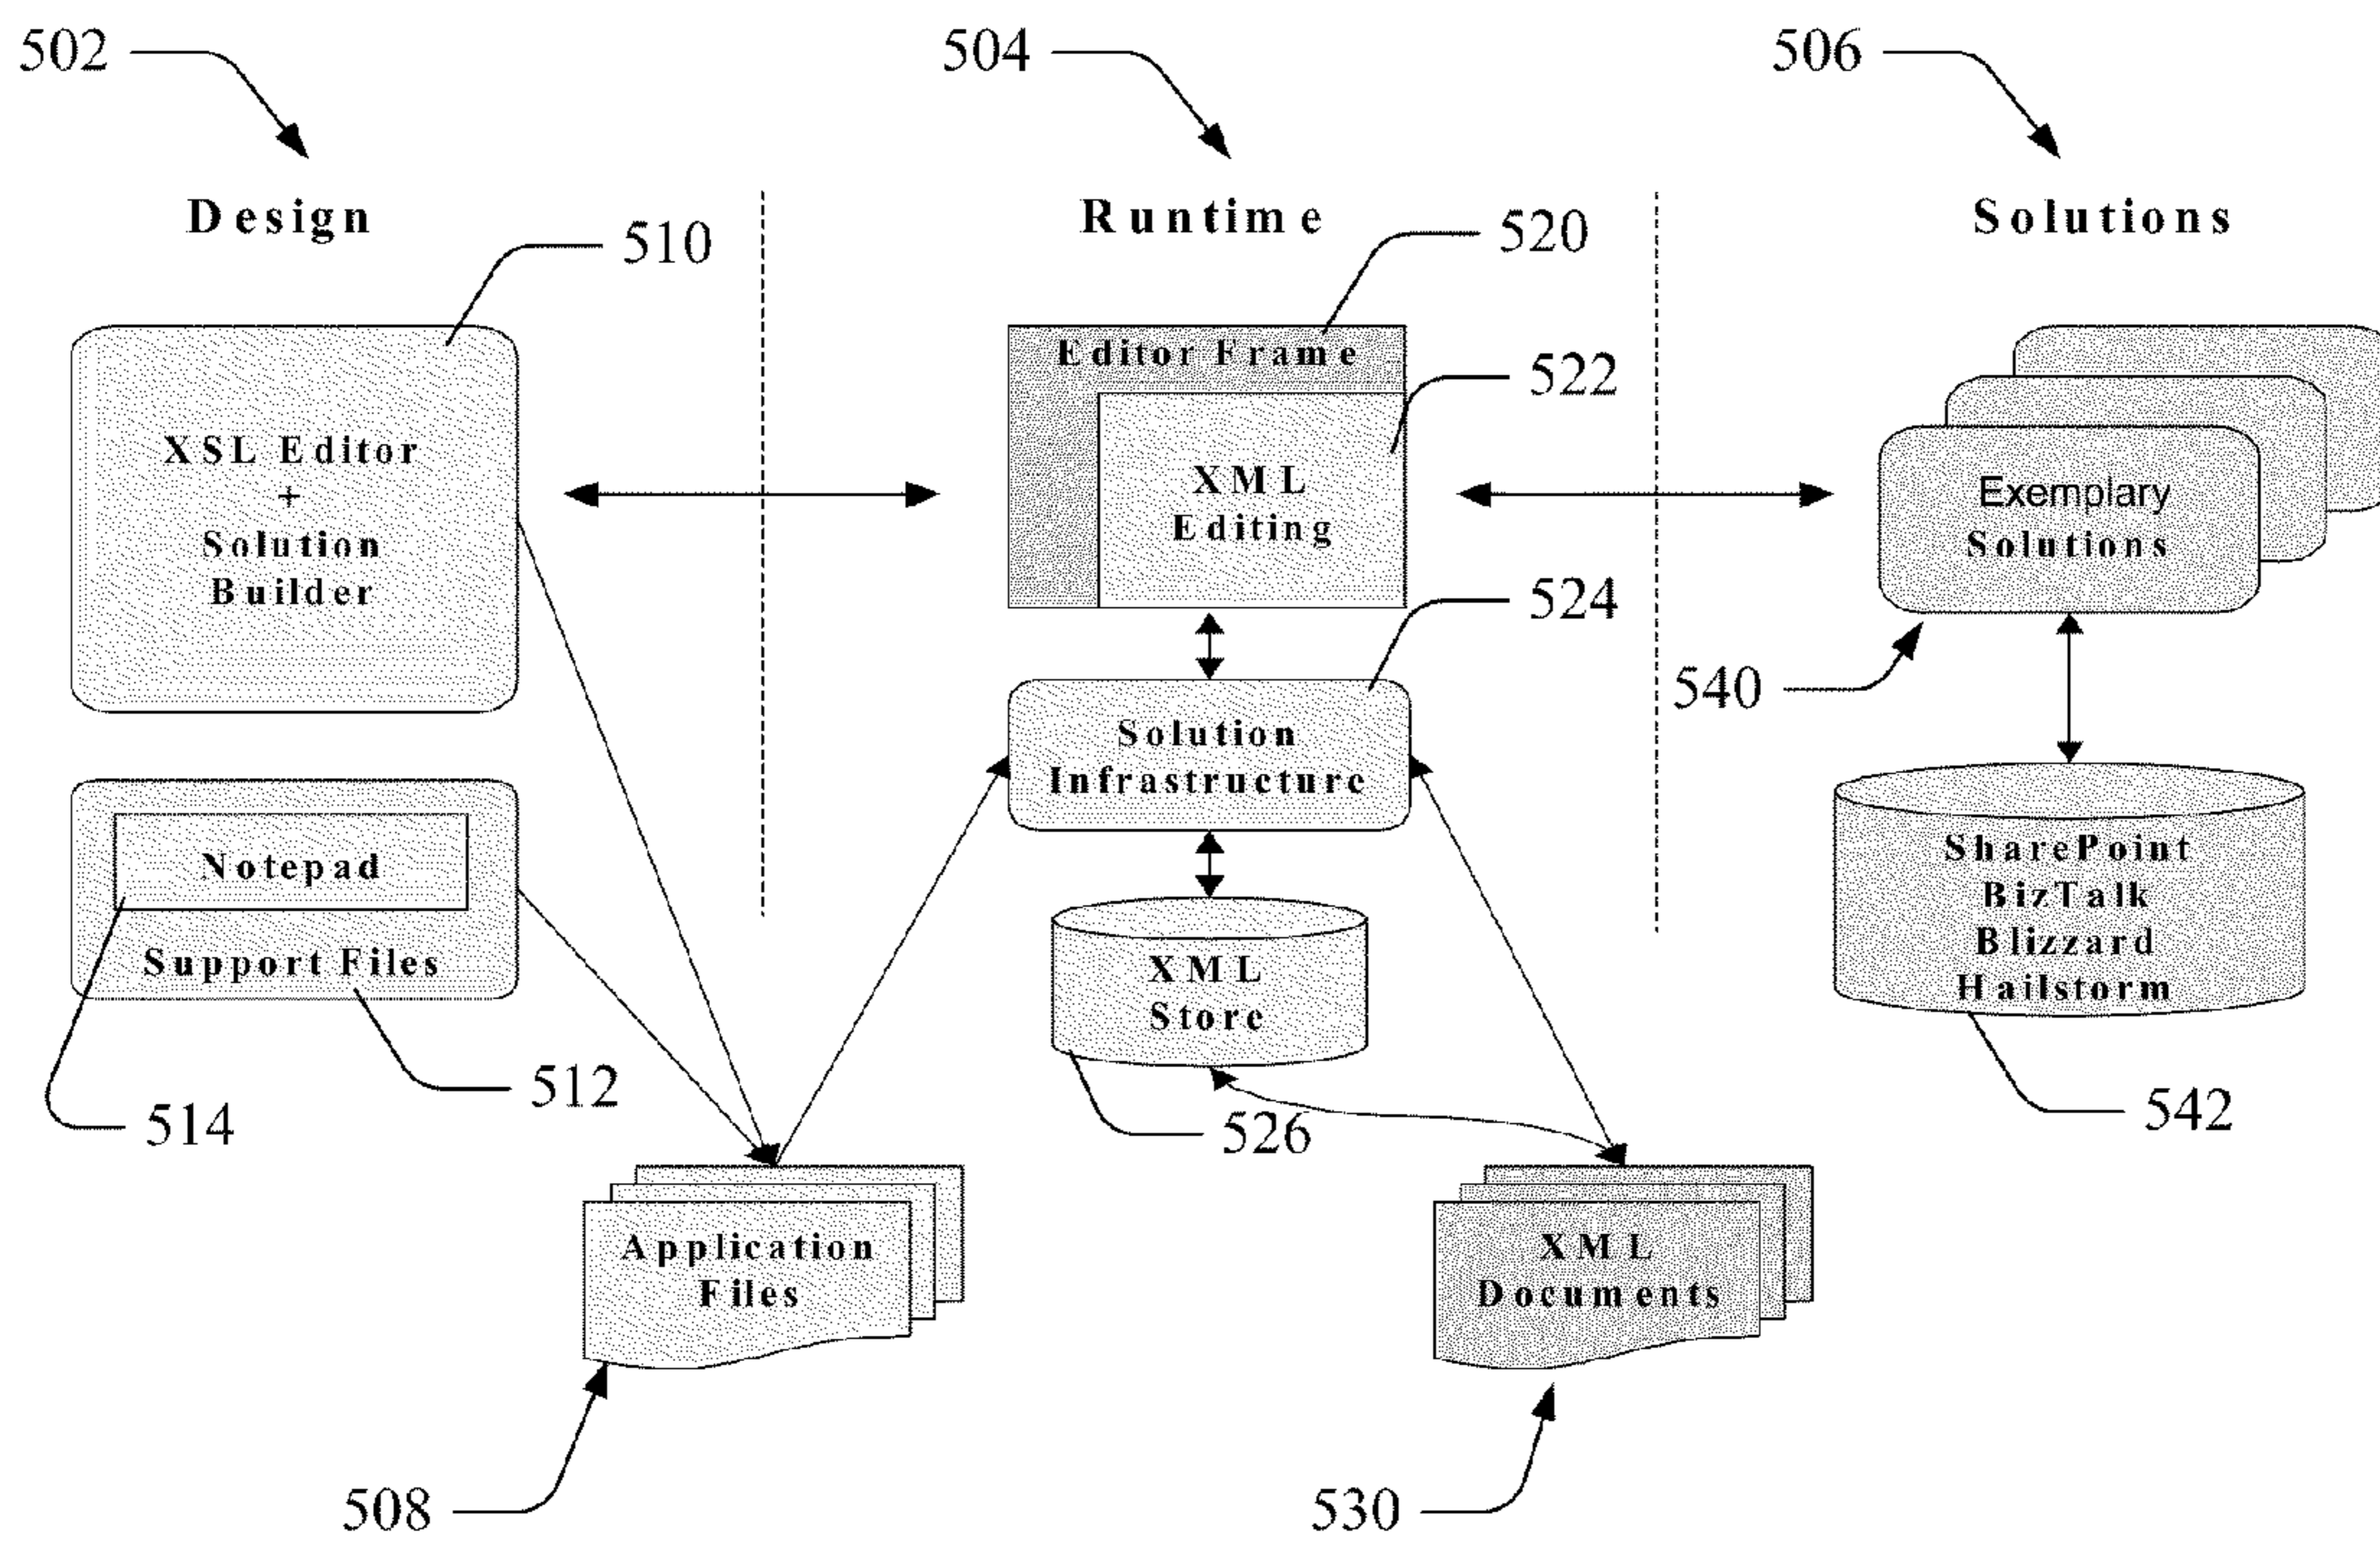 502
504
506
Design
Runtime
Solutions
510
520
Editor Frame
522
XSL Editor
+
Solution
Builder
XML
Editing
Exemplary
Solutions
524
540
Solution
Infrastructure
Notepad
Support Files
SharePoint
BizTalk
Blizzard
Hailstorm
XML
Store
512
514
526
542
Application
Files
XML
Documents
508
530